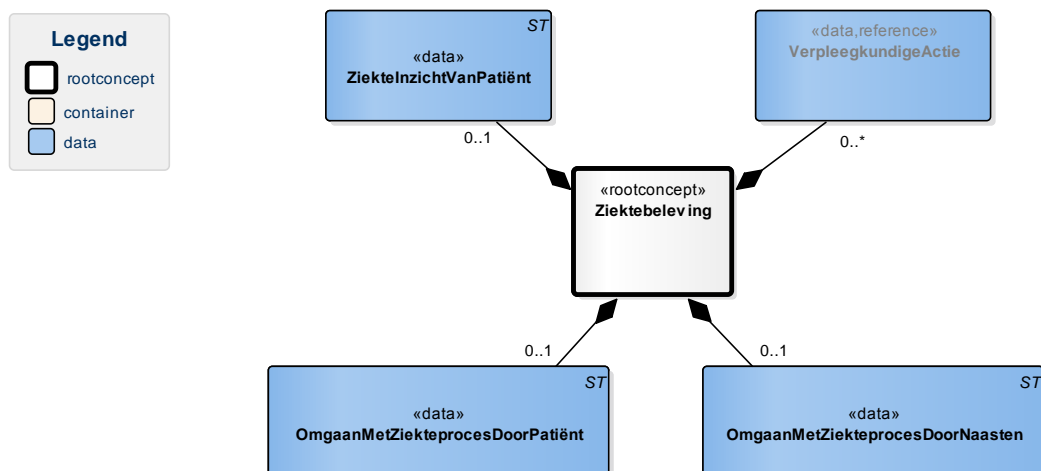 Legend
rootconcept
container
data
ST
«data»
ZiekteInzichtVanPatiënt
«data,reference»
VerpleegkundigeActie
0..1
0..*
«rootconcept»
Ziektebeleving
0..1
0..1
ST
«data»
OmgaanMetZiekteprocesDoorPatiënt
ST
«data»
OmgaanMetZiekteprocesDoorNaasten